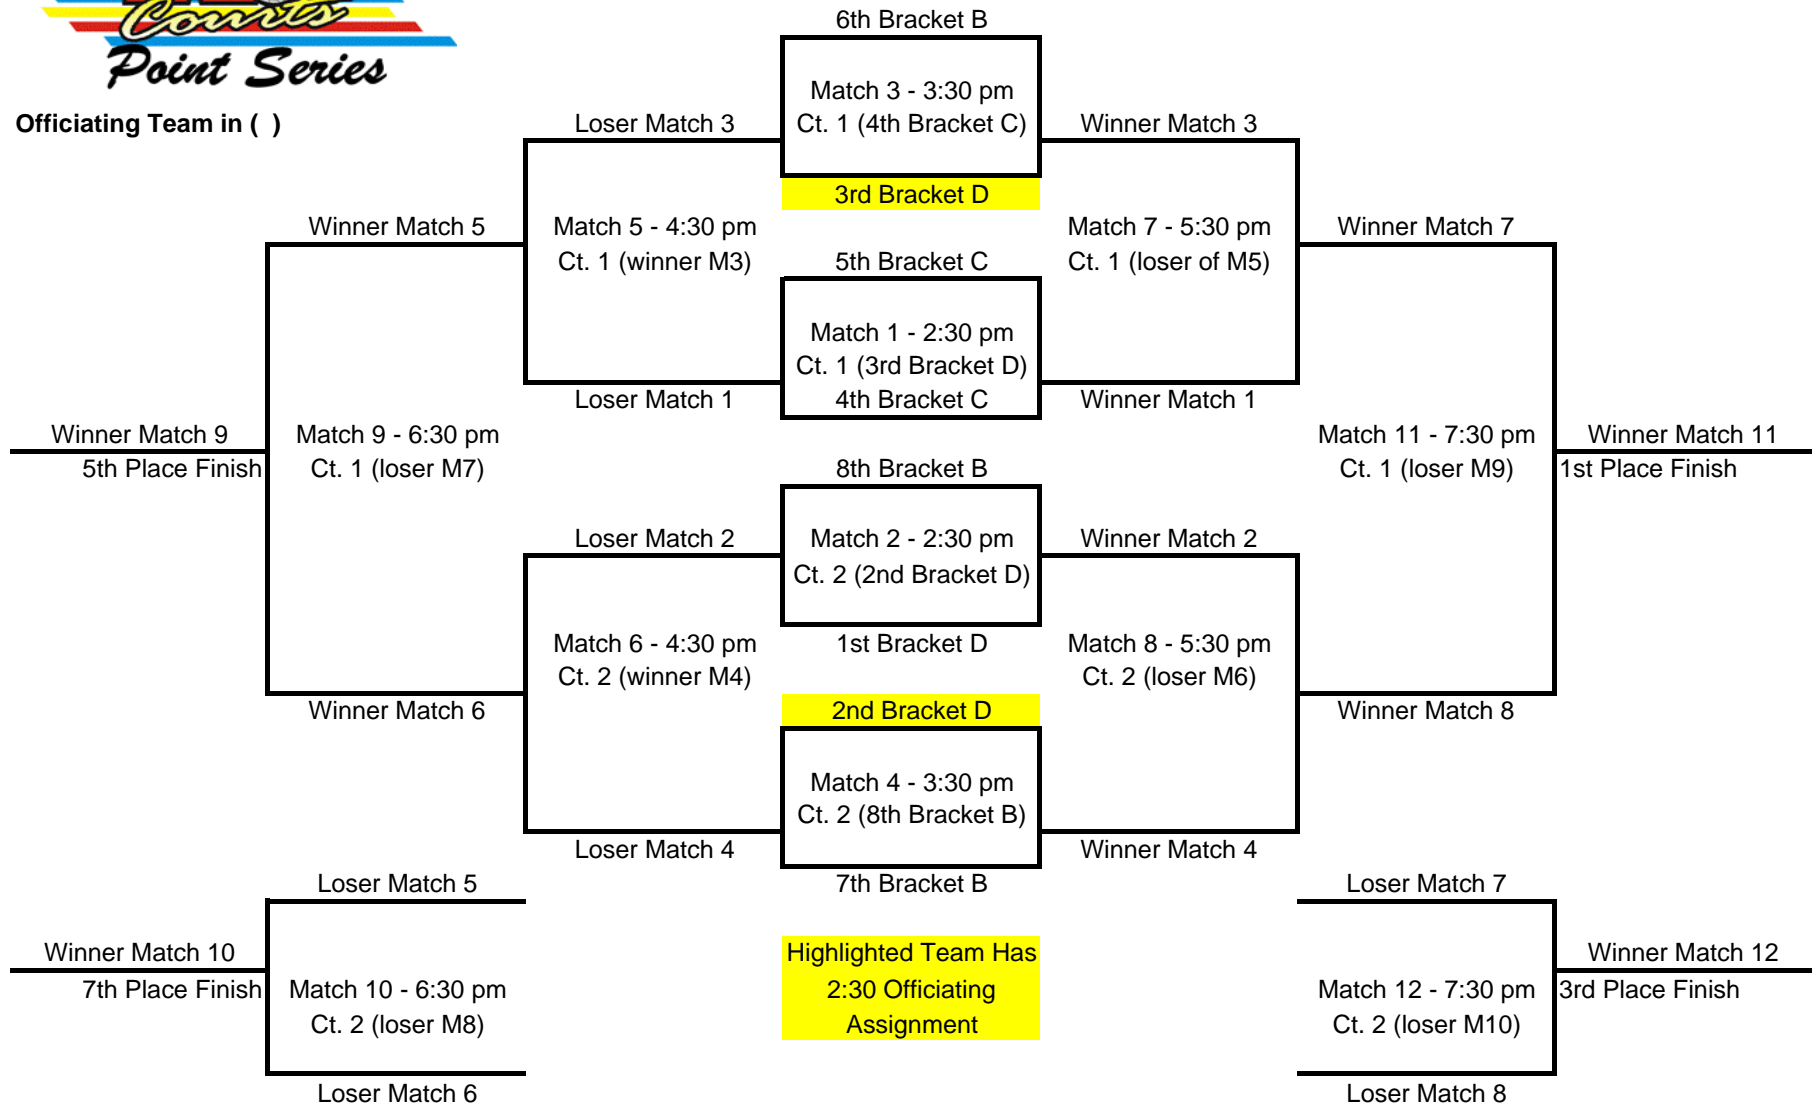 Courts
Point Series
Officiating Team in ( )
6th Bracket B
Match 3 - 3:30 pm
Ct. 1 (4th Bracket C)
Loser Match 3
Winner Match 3
3rd Bracket D
Winner Match 5
Match 5 - 4:30 pm
Ct. 1 (winner M3)
Match 7 - 5:30 pm
Ct. 1 (loser of M5)
Winner Match 7
5th Bracket C
Match 1 - 2:30 pm
Ct. 1 (3rd Bracket D)
4th Bracket C
Loser Match 1
Winner Match 1
Winner Match 9
5th Place Finish
Match 9 - 6:30 pm
Ct. 1 (loser M7)
Match 11 - 7:30 pm
Ct. 1 (loser M9)
Winner Match 11
1st Place Finish
8th Bracket B
Loser Match 2
Match 2 - 2:30 pm
Ct. 2 (2nd Bracket D)
Winner Match 2
1st Bracket D
Match 6 - 4:30 pm
Ct. 2 (winner M4)
Match 8 - 5:30 pm
Ct. 2 (loser M6)
Winner Match 6
2nd Bracket D
Winner Match 8
Match 4 - 3:30 pm
Ct. 2 (8th Bracket B)
Loser Match 4
Winner Match 4
7th Bracket B
Loser Match 5
Loser Match 7
Winner Match 10
7th Place Finish
Match 10 - 6:30 pm
Ct. 2 (loser M8)
Loser Match 6
Highlighted Team Has
2:30 Officiating
Assignment
Winner Match 12
3rd Place Finish
Match 12 - 7:30 pm
Ct. 2 (loser M10)
Loser Match 8